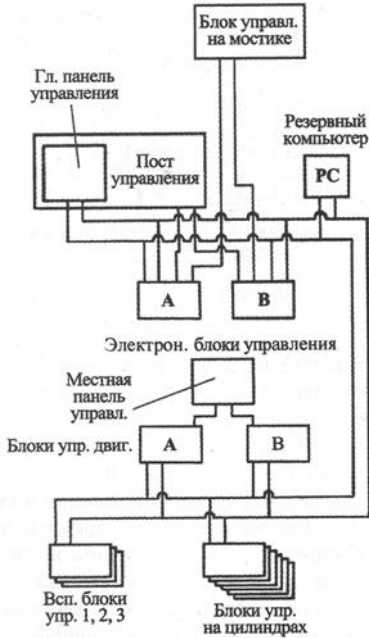 Блок управл.
на мостике
Гл. панель
управления
Пост
управления
Резервный
компьютер
PC
A
B
Электрон. блоки управления
Местная
панель
управл.
Блоки упр. двиг.
A
B
Всп. блоки
упр. 1, 2, 3
Блоки упр.
на цилиндрах